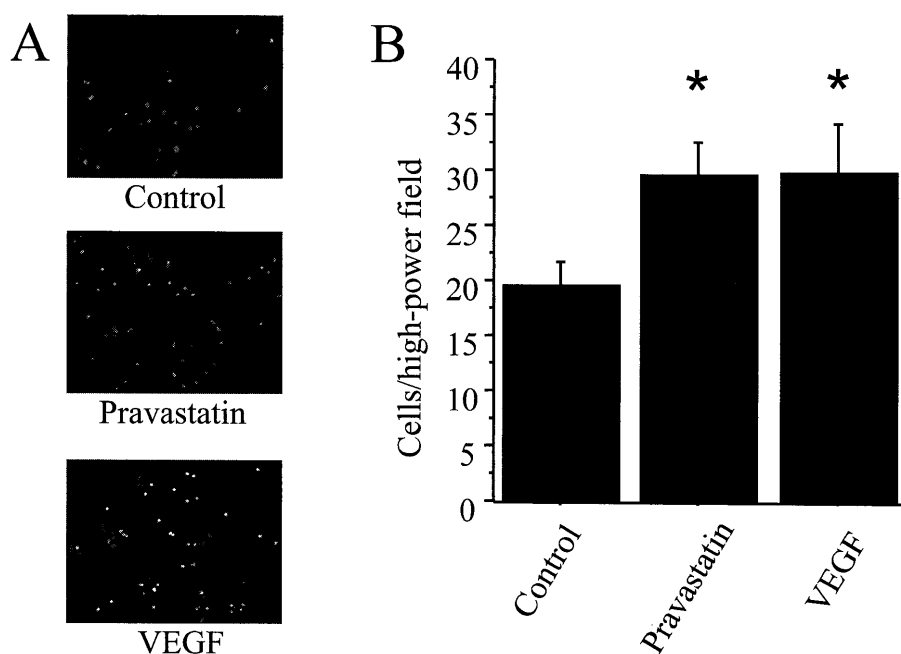 A
Control
Pravastatin
VEGF
B
Cells/high-power field
40
35
30
25
20
15
10
5
0
*
*
Control
Pravastatin
VEGF